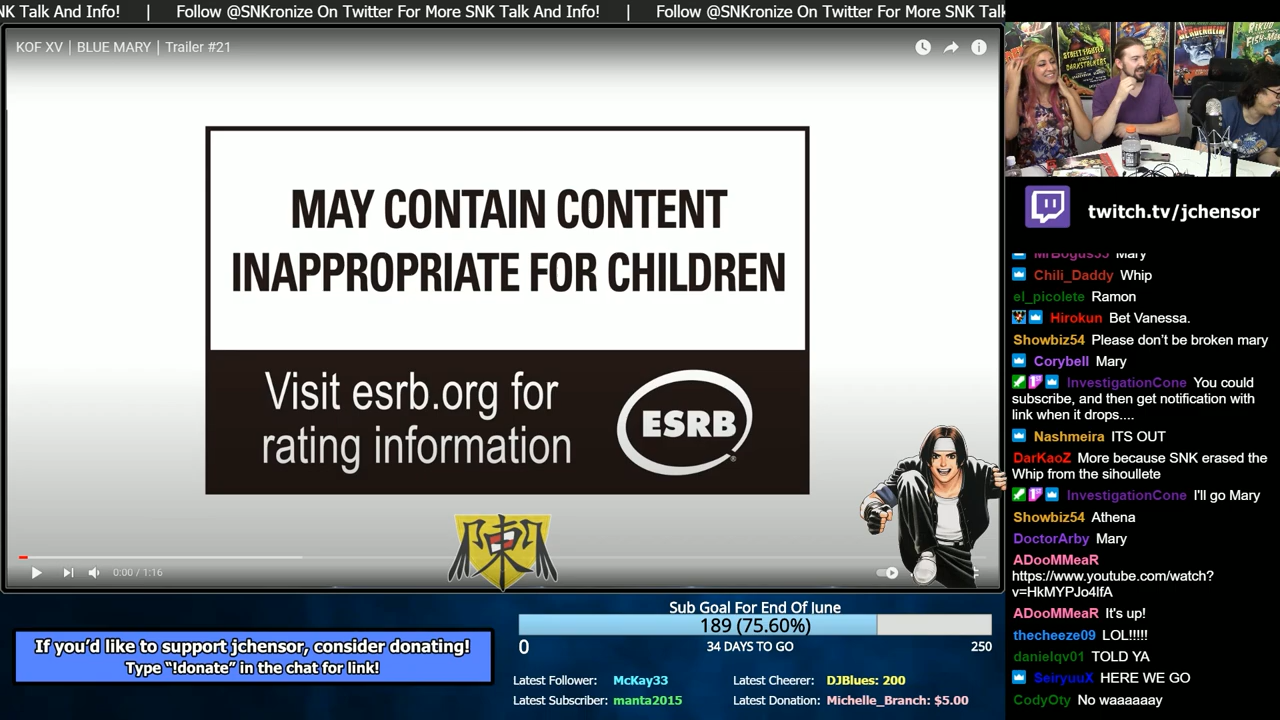 NK Talk And Info! | Follow @SNKronize On Twitter For More SNK Talk And Info! | Follow @SNKronize On Twitter For More SNK Tal
KOF XV | BLUE MARY | Trailer #21
MAY CONTAIN CONTENT
INAPPROPRIATE FOR CHILDREN
Visit esrb.org for
rating information
ESRB
0:00 / 1:16
twitch.tv/jchensor
MrBogus55 Mary
Chili_Daddy Whip
el_picolete Ramon
Hirokun Bet Vanessa.
Showbiz54 Please don't be broken mary
Corybell Mary
InvestigationCone You could
subscribe, and then get notification with
link when it drops....
Nashmeira ITS OUT
DarKaoZ More because SNK erased the
Whip from the sihoullete
InvestigationCone I'll go Mary
Showbiz54 Athena
DoctorArby Mary
ADooMMeaR
https://www.youtube.com/watch?
v=HkMYPJo4lfA
ADooMMeaR It's up!
thecheeze09 LOL!!!!!
danielqv01 TOLD YA
SeiryuuX HERE WE GO
CodyOty No waaaaaay
If you'd like to support jchensor, consider donating!
Type "!donate" in the chat for link!
Sub Goal For End Of June
189 (75.60%)
0 34 DAYS TO GO 250
Latest Follower: McKay33
Latest Cheerer: DJBlues: 200
Latest Subscriber: manta2015
Latest Donation: Michelle_Branch: $5.00